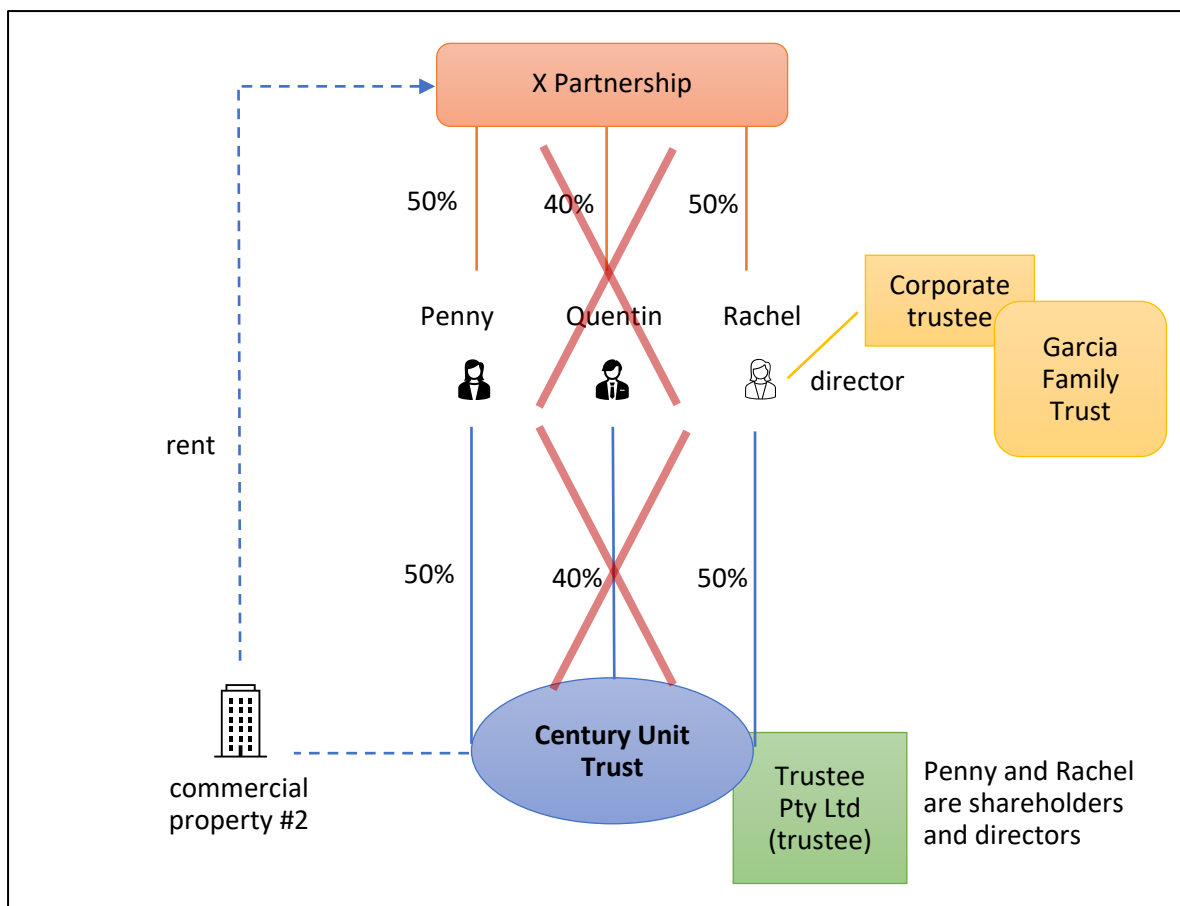 X Partnership
50%
40%
50%
Penny
Quentin
Rachel
director
Corporate
trustee
Garcia
Family
Trust
rent
50%
40%
50%
Century Unit
Trust
commercial
property #2
Trustee
Pty Ltd
(trustee)
Penny and Rachel
are shareholders
and directors